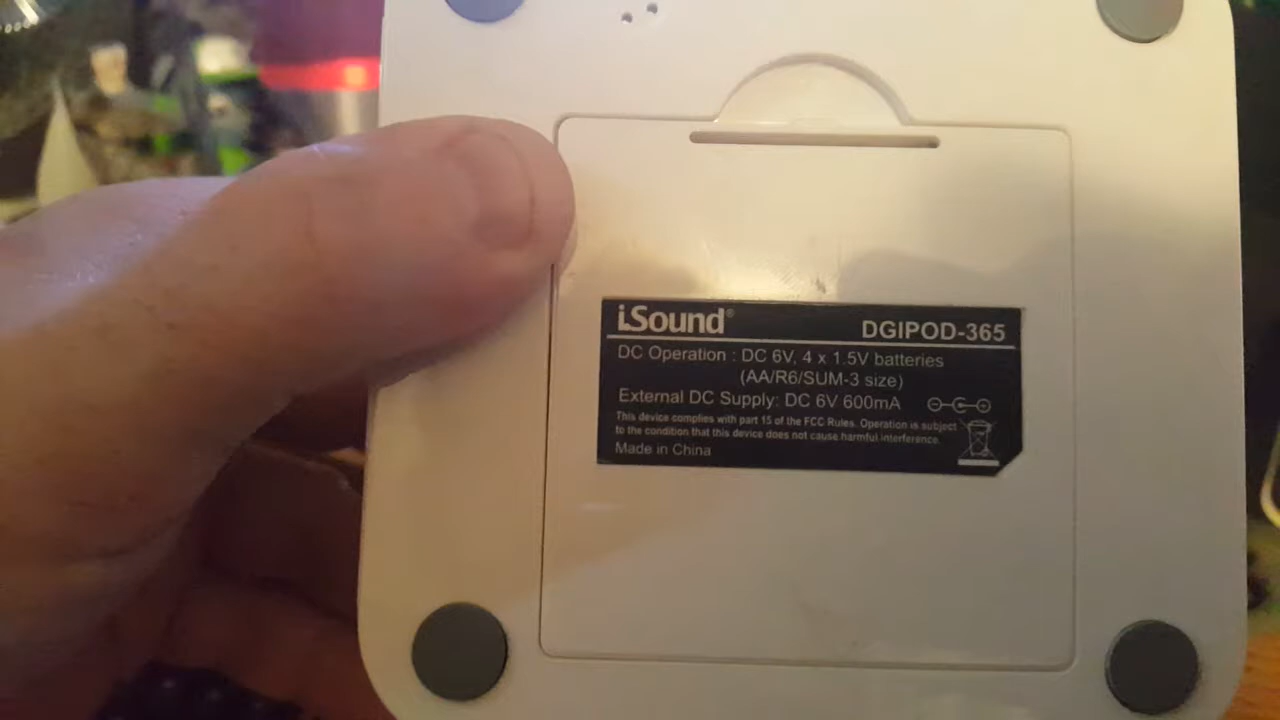 i.Sound®
DGIPOD-365
DC Operation : DC 6V, 4 x 1.5V batteries
(AA/R6/SUM-3 size)
External DC Supply: DC 6V 600mA
This device complies with part 15 of the FCC Rules. Operation is subject
to the condition that this device does not cause harmful interference.
Made in China